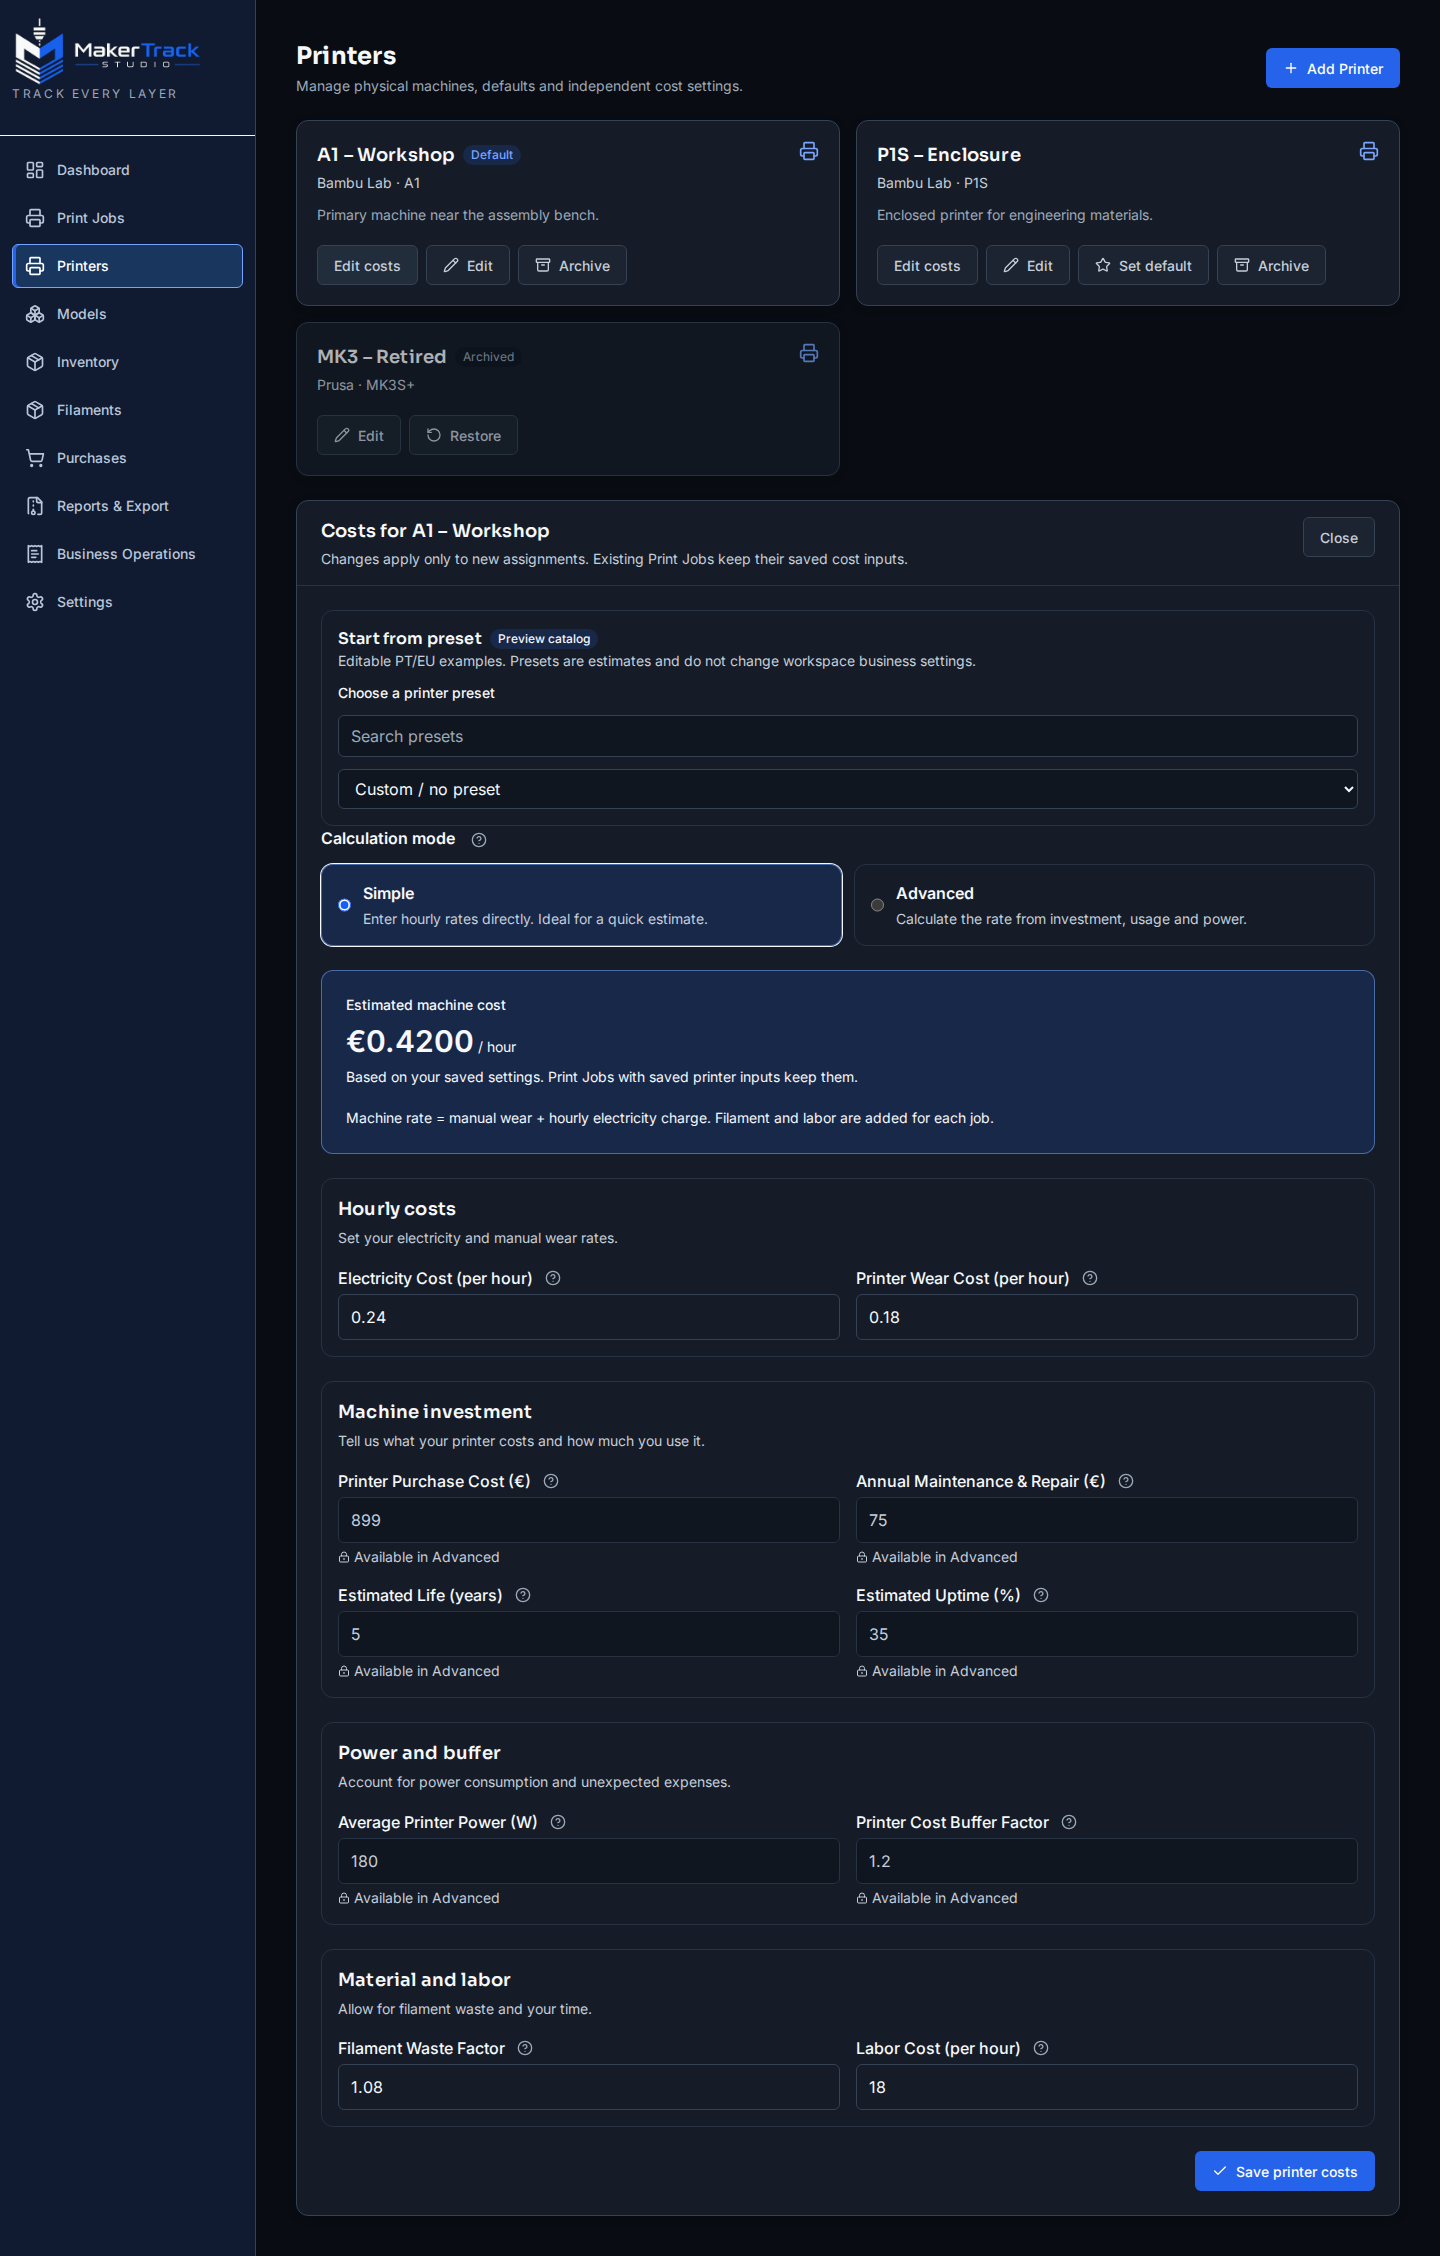 MakerTrack
STUDIO
TRACK EVERY LAYER
Dashboard
Print Jobs
Printers
Models
Inventory
Filaments
Purchases
Reports & Export
Business Operations
Settings
Printers
Manage physical machines, defaults and independent cost settings.
Add Printer
A1 – Workshop Default
Bambu Lab · A1
Primary machine near the assembly bench.
Edit costs Edit Archive
P1S – Enclosure
Bambu Lab · P1S
Enclosed printer for engineering materials.
Edit costs Edit Set default Archive
MK3 – Retired Archived
Prusa · MK3S+
Edit Restore
Costs for A1 – Workshop
Changes apply only to new assignments. Existing Print Jobs keep their saved cost inputs.
Close
Start from preset Preview catalog
Editable PT/EU examples. Presets are estimates and do not change workspace business settings.
Choose a printer preset
Search presets
Custom / no preset
Calculation mode
Simple
Enter hourly rates directly. Ideal for a quick estimate.
Advanced
Calculate the rate from investment, usage and power.
Estimated machine cost
€0.4200 / hour
Based on your saved settings. Print Jobs with saved printer inputs keep them.
Machine rate = manual wear + hourly electricity charge. Filament and labor are added for each job.
Hourly costs
Set your electricity and manual wear rates.
Electricity Cost (per hour)
0.24
Printer Wear Cost (per hour)
0.18
Machine investment
Tell us what your printer costs and how much you use it.
Printer Purchase Cost (€)
899
Available in Advanced
Annual Maintenance & Repair (€)
75
Available in Advanced
Estimated Life (years)
5
Available in Advanced
Estimated Uptime (%)
35
Available in Advanced
Power and buffer
Account for power consumption and unexpected expenses.
Average Printer Power (W)
180
Available in Advanced
Printer Cost Buffer Factor
1.2
Available in Advanced
Material and labor
Allow for filament waste and your time.
Filament Waste Factor
1.08
Labor Cost (per hour)
18
Save printer costs